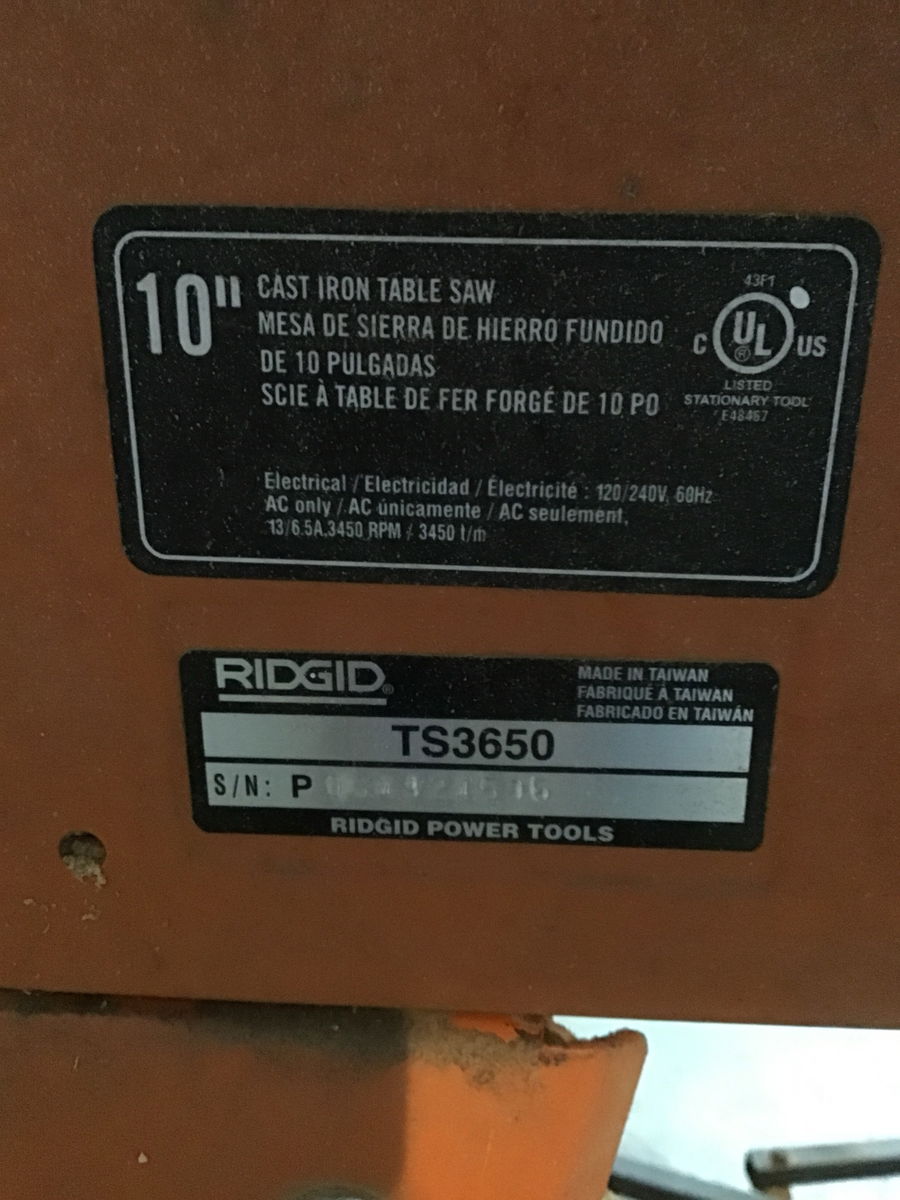 10"
CAST IRON TABLE SAW
MESA DE SIERRA DE HIERRO FUNDIDO
DE 10 PULGADAS
SCIE À TABLE DE FER FORGÉ DE 10 PO
43F1
C UL ® US
LISTED
STATIONARY TOOL
E48467
Electrical / Electricidad / Électricité : 120/240V, 60Hz
AC only / AC únicamente / AC seulement,
13/6.5A,3450 RPM / 3450 t/m
RIDGID®
MADE IN TAIWAN
FABRIQUÉ À TAIWAN
FABRICADO EN TAIWÁN
TS3650
S/N: P
RIDGID POWER TOOLS